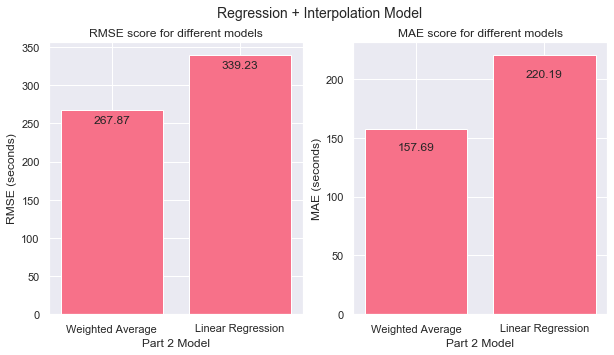 Regression + Interpolation Model
RMSE score for different models
RMSE (seconds)
350
300
250
200
150
100
50
0
267.87
339.23
Weighted Average
Linear Regression
Part 2 Model
MAE score for different models
MAE (seconds)
200
150
100
50
0
157.69
220.19
Weighted Average
Linear Regression
Part 2 Model